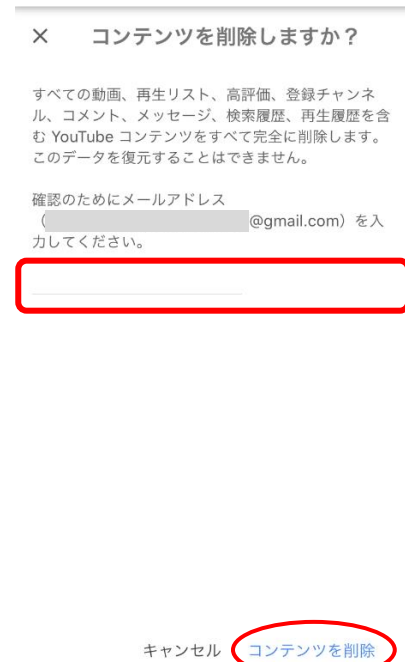 × コンテンツを削除しますか？
すべての動画、再生リスト、高評価、登録チャンネ
ル、コメント、メッセージ、検索履歴、再生履歴を含
む YouTube コンテンツをすべて完全に削除します。
このデータを復元することはできません。
確認のためにメールアドレス
（ @gmail.com）を入
力してください。
キャンセル コンテンツを削除